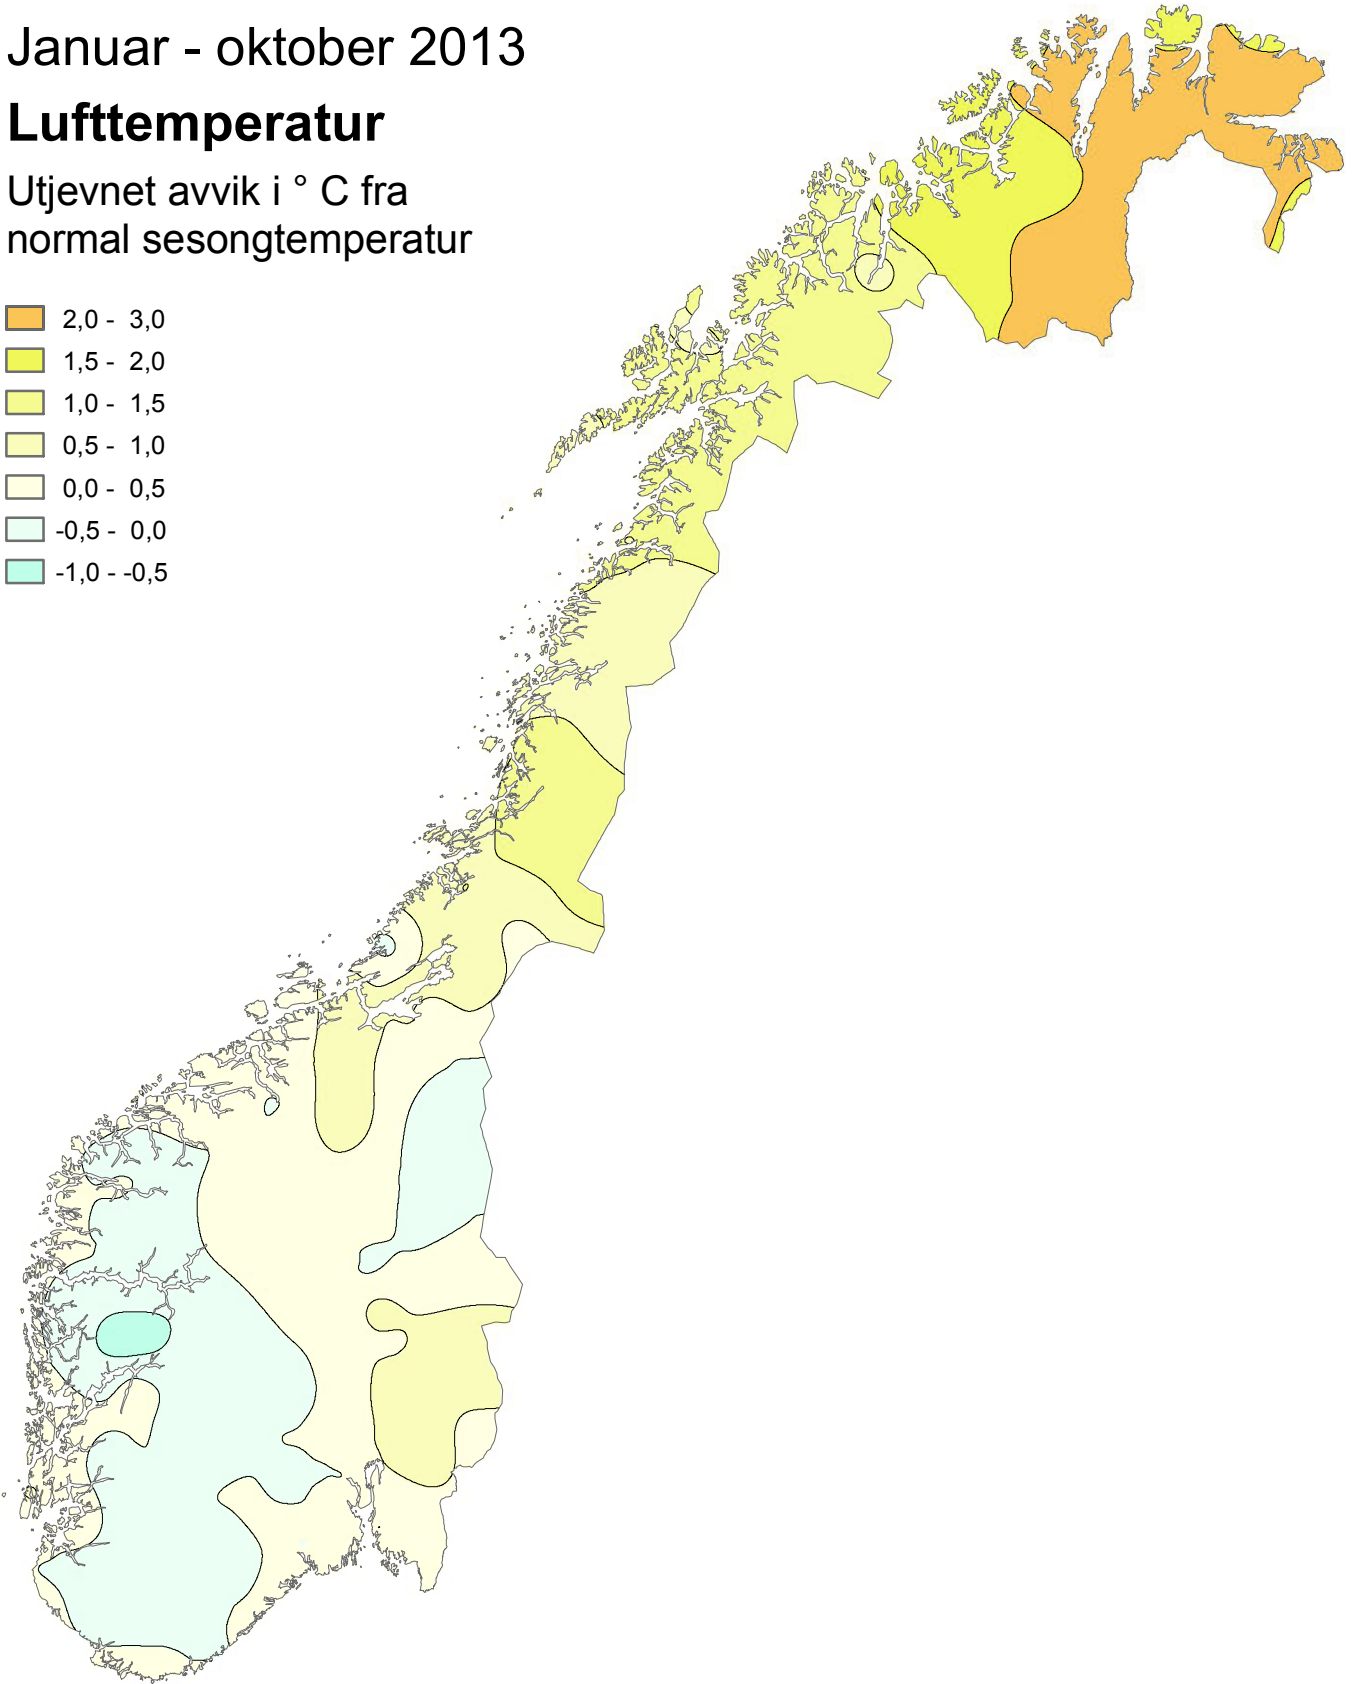 Januar - oktober 2013
Lufttemperatur
Utjevnet avvik i ° C fra
normal sesongtemperatur
2,0 - 3,0
1,5 - 2,0
1,0 - 1,5
0,5 - 1,0
0,0 - 0,5
-0,5 - 0,0
-1,0 - -0,5